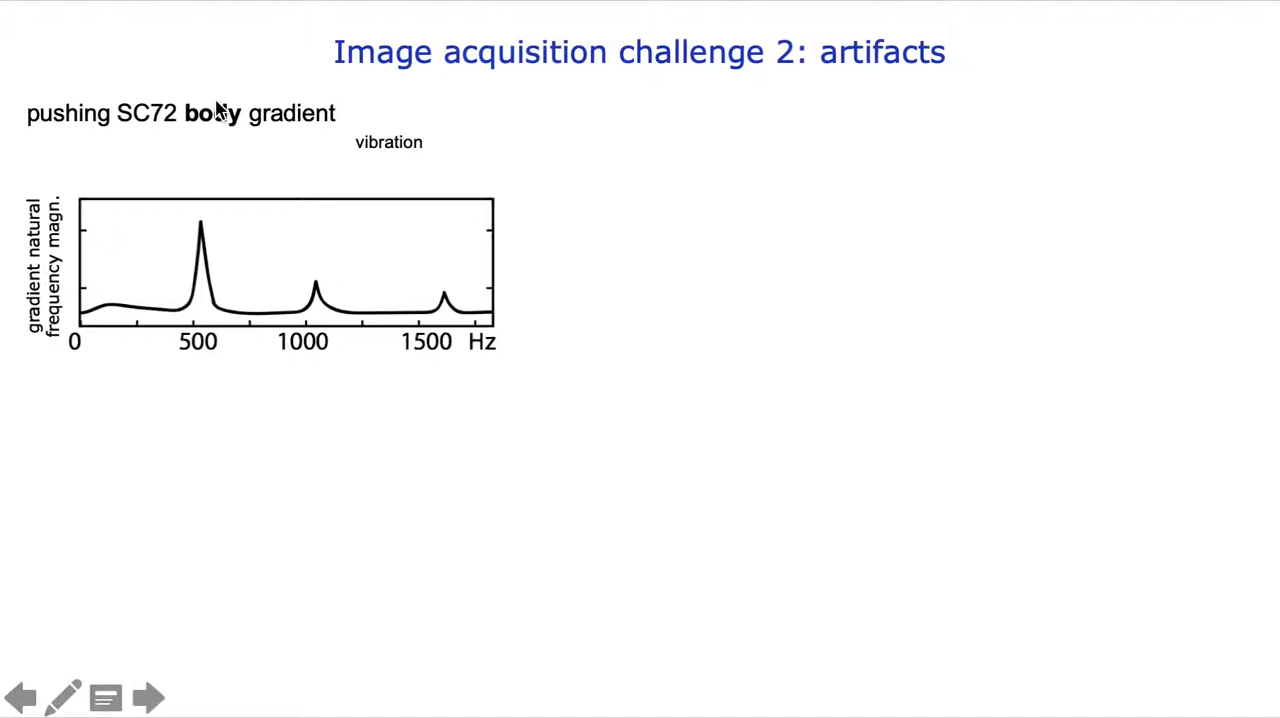 Image acquisition challenge 2: artifacts
pushing SC72 body gradient
vibration
gradient natural
frequency magn.
0 500 1000 1500 Hz